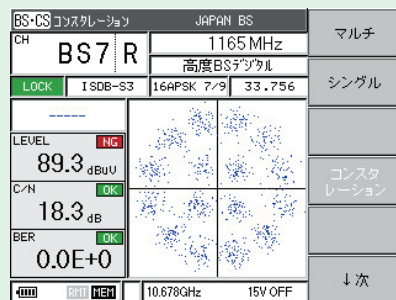 BS・CS コンスタレーション JAPAN BS
CH BS7 R 1165 MHz
高度BSデジタル
LOCK ISDB-S3 16APSK 7/9 33.756
-----
LEVEL NG
89.3 dBuV
C/N OK
18.3 dB
BER OK
0.0E+0
RMT MEM 10.678GHz 15V OFF
マルチ
シングル
コンスタ
レーション
↓次